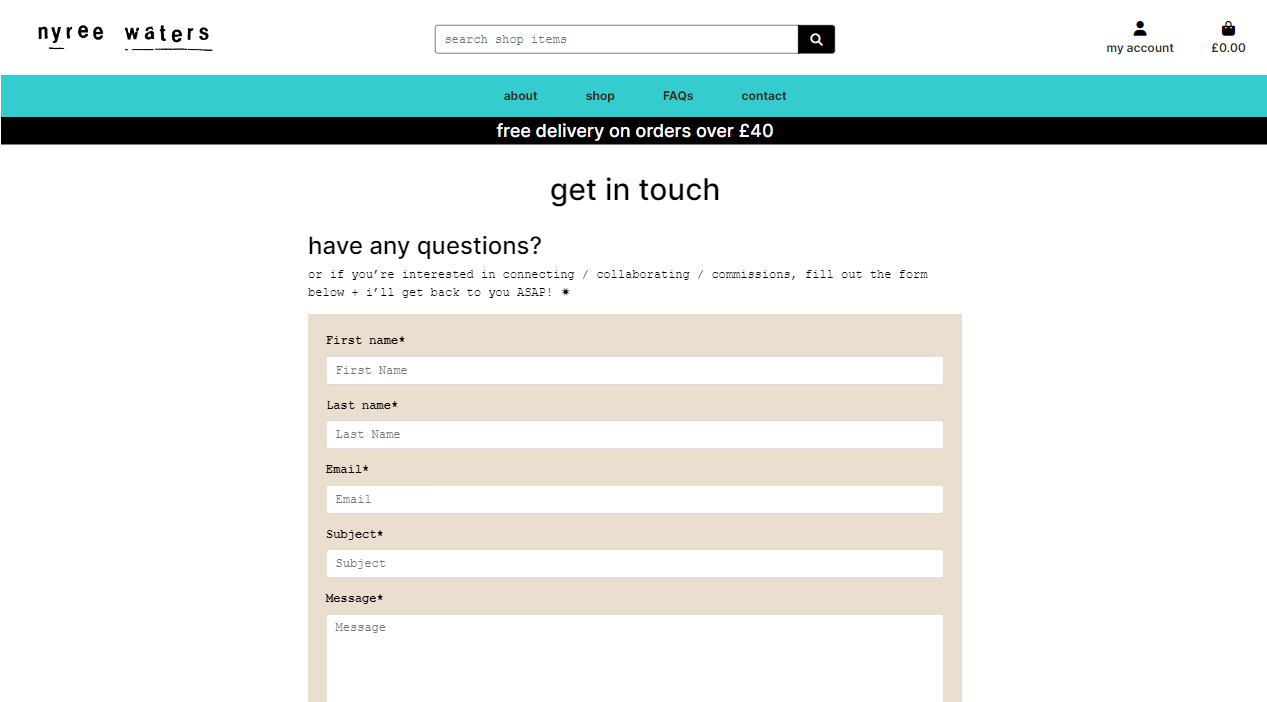 nyree waters
search shop items
my account
£0.00
about
shop
FAQs
contact
free delivery on orders over £40
get in touch
have any questions?
or if you’re interested in connecting / collaborating / commissions, fill out the form
below + i’ll get back to you ASAP! ✷
First name*
First Name
Last name*
Last Name
Email*
Email
Subject*
Subject
Message*
Message